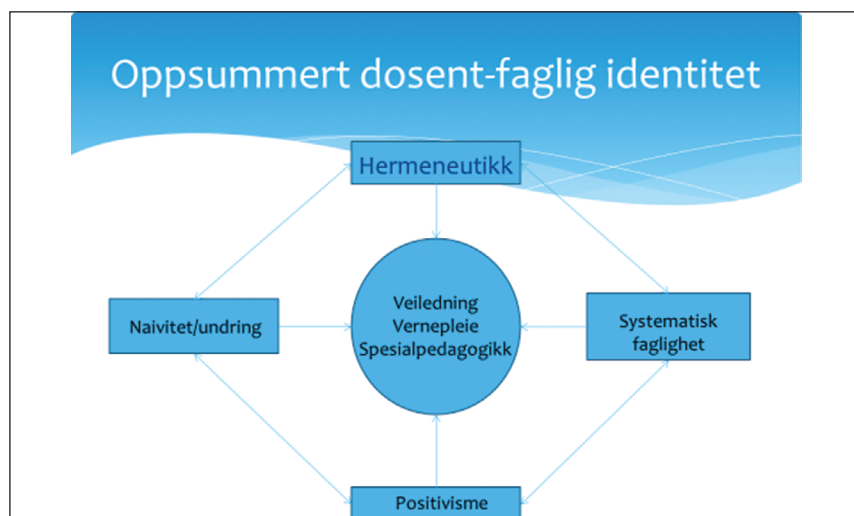 Oppsummert dosent-faglig identitet
Hermeneutikk
Naivitet/undring
Veiledning
Vernepleie
Spesialpedagogikk
Systematisk
faglighet
Positivisme